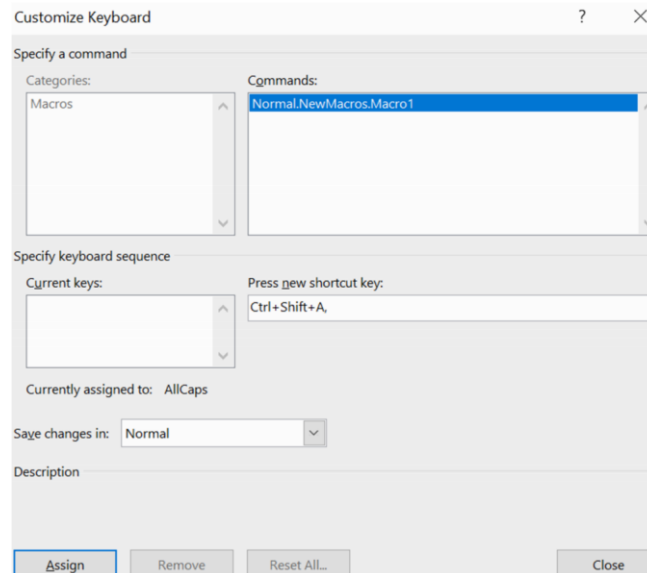 Customize Keyboard ?
Specify a command
Categories: Commands:
Macros Normal.NewMacros.Macro1
Specify keyboard sequence
Current keys: Press new shortcut key:
Ctrl+Shift+A,
Currently assigned to: AllCaps
Save changes in: Normal
Description
Assign Remove Reset All... Close